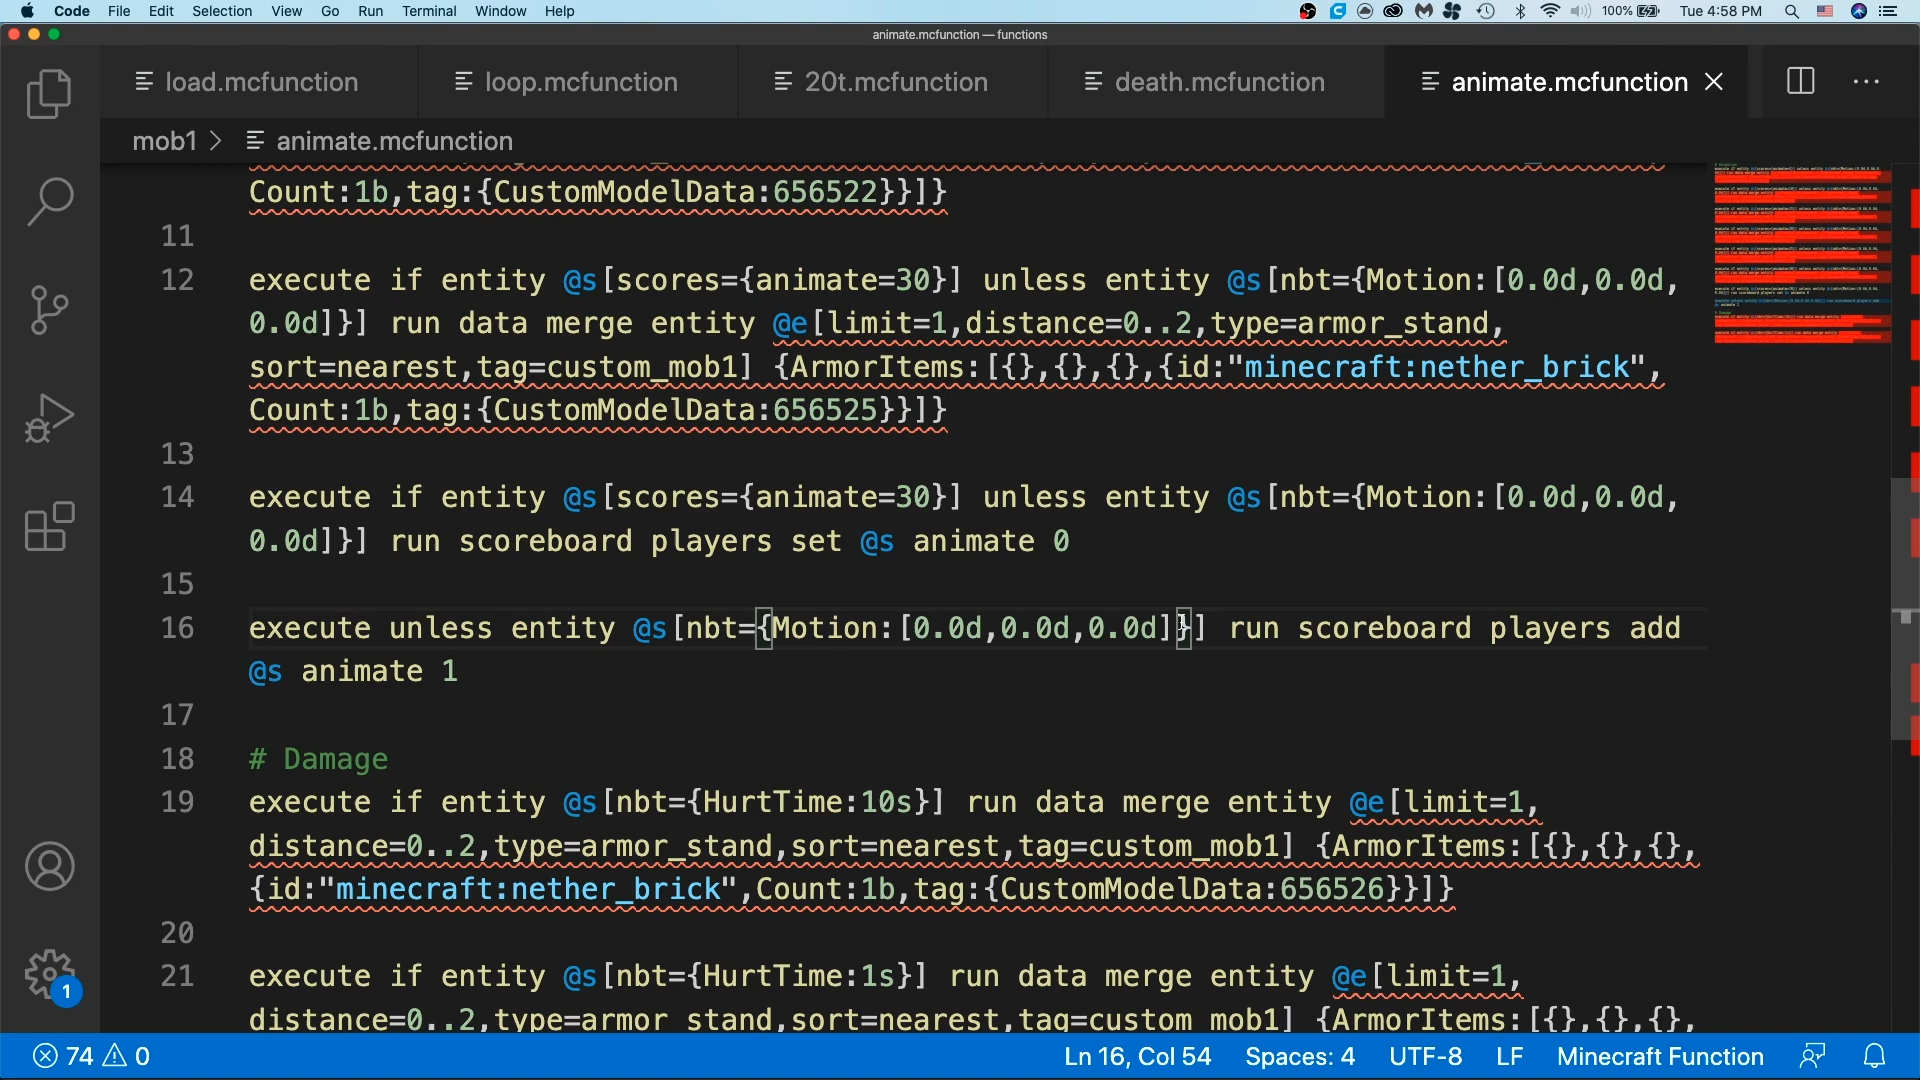 Code File Edit Selection View Go Run Terminal Window Help 100% Tue 4:58 PM
animate.mcfunction — functions
load.mcfunction loop.mcfunction 20t.mcfunction death.mcfunction animate.mcfunction
mob1 > animate.mcfunction
Count:1b,tag:{CustomModelData:656522}}]}
11
12 execute if entity @s[scores={animate=30}] unless entity @s[nbt={Motion:[0.0d,0.0d,
0.0d]}] run data merge entity @e[limit=1,distance=0..2,type=armor_stand,
sort=nearest,tag=custom_mob1] {ArmorItems:[{},{},{},{id:"minecraft:nether_brick",
Count:1b,tag:{CustomModelData:656525}}]}
13
14 execute if entity @s[scores={animate=30}] unless entity @s[nbt={Motion:[0.0d,0.0d,
0.0d]}] run scoreboard players set @s animate 0
15
16 execute unless entity @s[nbt={Motion:[0.0d,0.0d,0.0d]}] run scoreboard players add
@s animate 1
17
18 # Damage
19 execute if entity @s[nbt={HurtTime:10s}] run data merge entity @e[limit=1,
distance=0..2,type=armor_stand,sort=nearest,tag=custom_mob1] {ArmorItems:[{},{},{},
{id:"minecraft:nether_brick",Count:1b,tag:{CustomModelData:656526}}]}
20
21 execute if entity @s[nbt={HurtTime:1s}] run data merge entity @e[limit=1,
distance=0..2,type=armor_stand,sort=nearest,tag=custom_mob1] {ArmorItems:[{},{},{},
1
74 0 Ln 16, Col 54 Spaces: 4 UTF-8 LF Minecraft Function